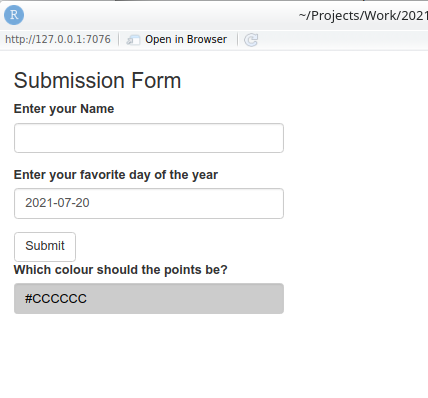 R
~/Projects/Work/2021
http://127.0.0.1:7076
Open in Browser
Submission Form
Enter your Name
Enter your favorite day of the year
2021-07-20
Submit
Which colour should the points be?
#CCCCCC